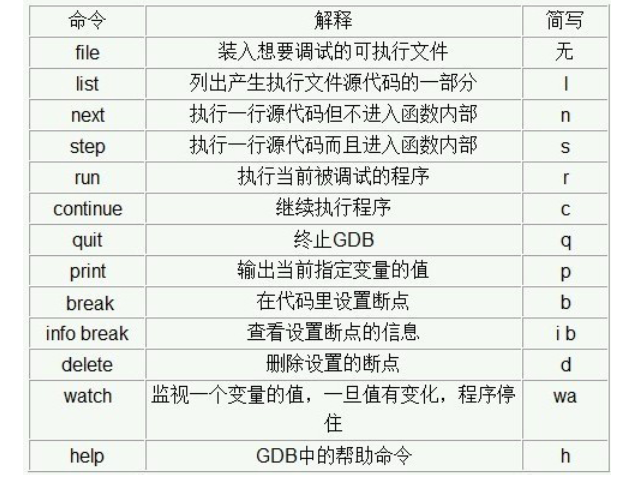 命令 解释 简写
file 装入想要调试的可执行文件 无
list 列出产生执行文件源代码的一部分 l
next 执行一行源代码但不进入函数内部 n
step 执行一行源代码而且进入函数内部 s
run 执行当前被调试的程序 r
continue 继续执行程序 c
quit 终止GDB q
print 输出当前指定变量的值 p
break 在代码里设置断点 b
info break 查看设置断点的信息 i b
delete 删除设置的断点 d
watch 监视一个变量的值，一旦值有变化，程序停 wa
住
help GDB中的帮助命令 h